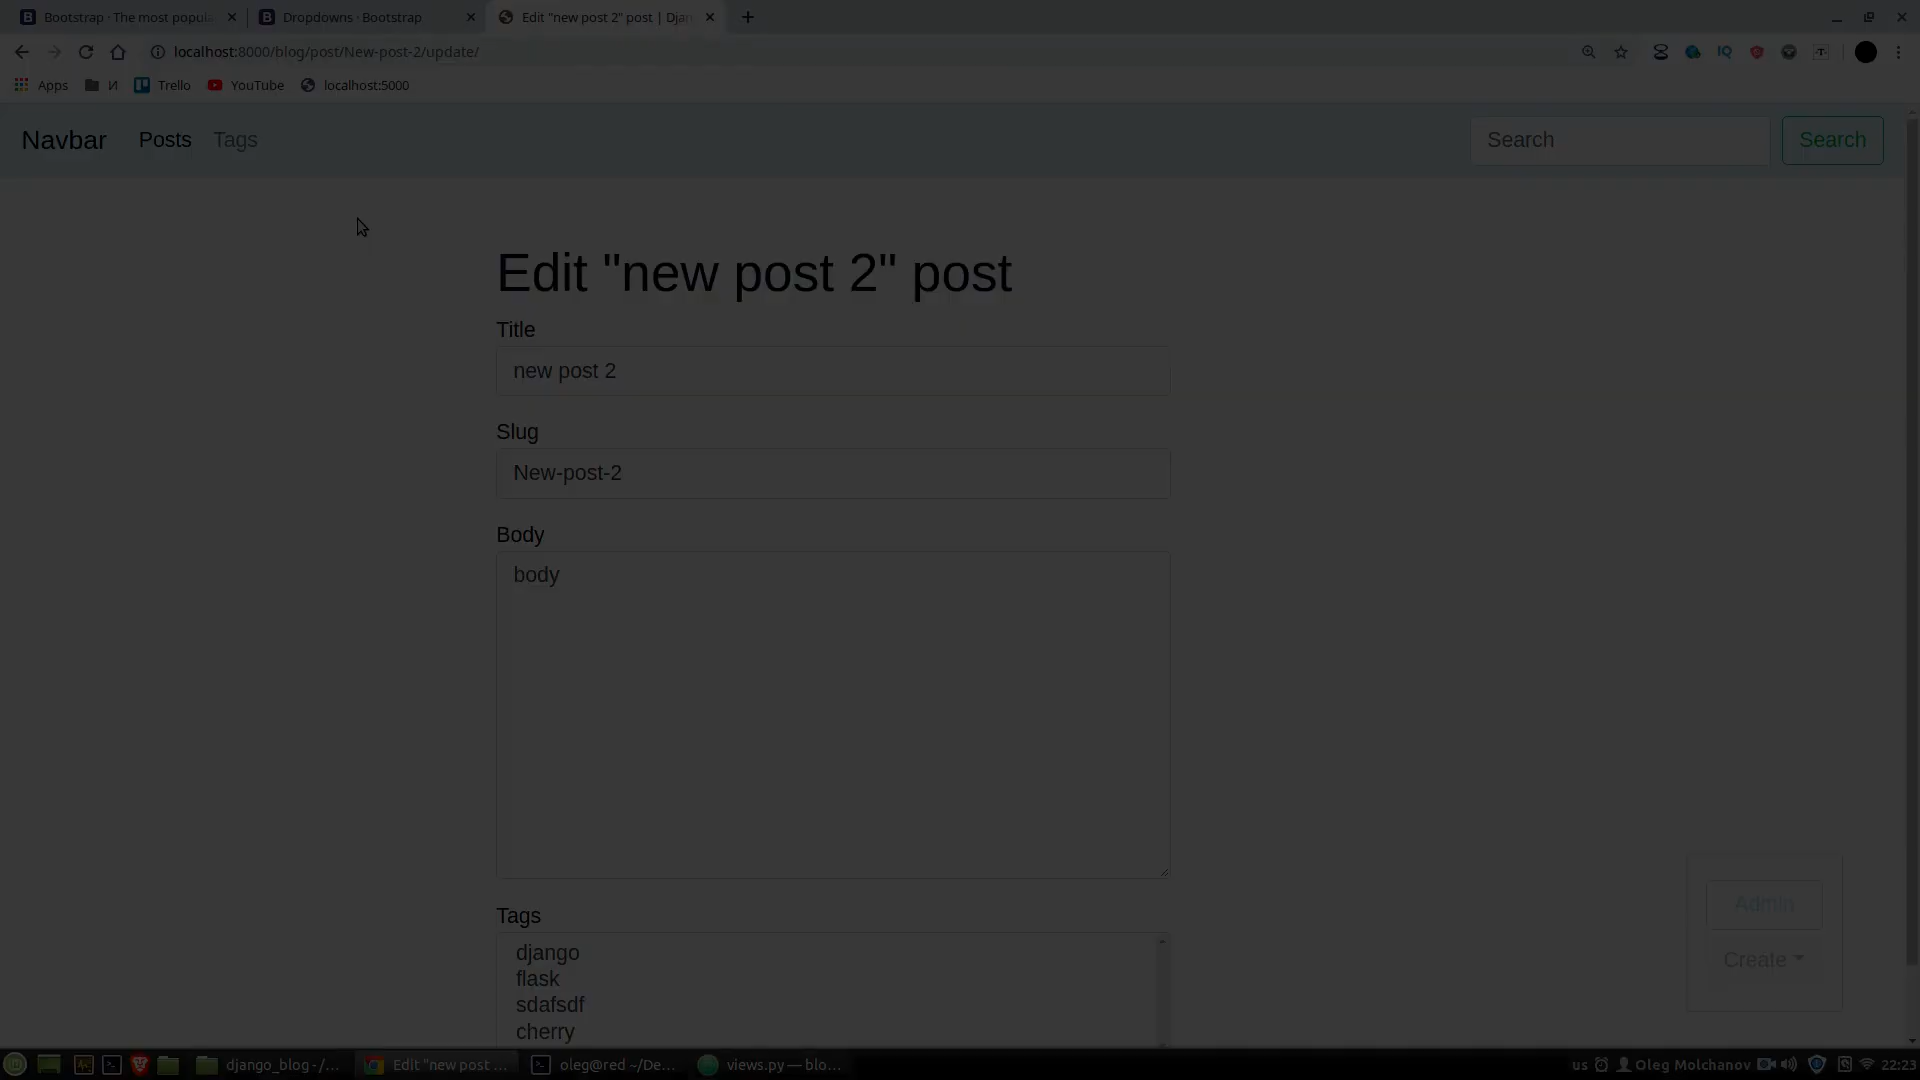 Bootstrap · The most popula
Dropdowns · Bootstrap
Edit "new post 2" post | Djan
localhost:8000/blog/post/New-post-2/update/
Apps
И
Trello
YouTube
localhost:5000
Navbar
Posts
Tags
Search
Search
Edit "new post 2" post
Title
new post 2
Slug
New-post-2
Body
body
Tags
django
flask
sdafsdf
cherry
Admin
Create
django_blog - /...
Edit "new post ...
oleg@red ~/De...
views.py — blo...
us
Oleg Molchanov
22:23